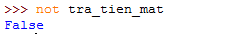 >>> not tra_tien_mat
False